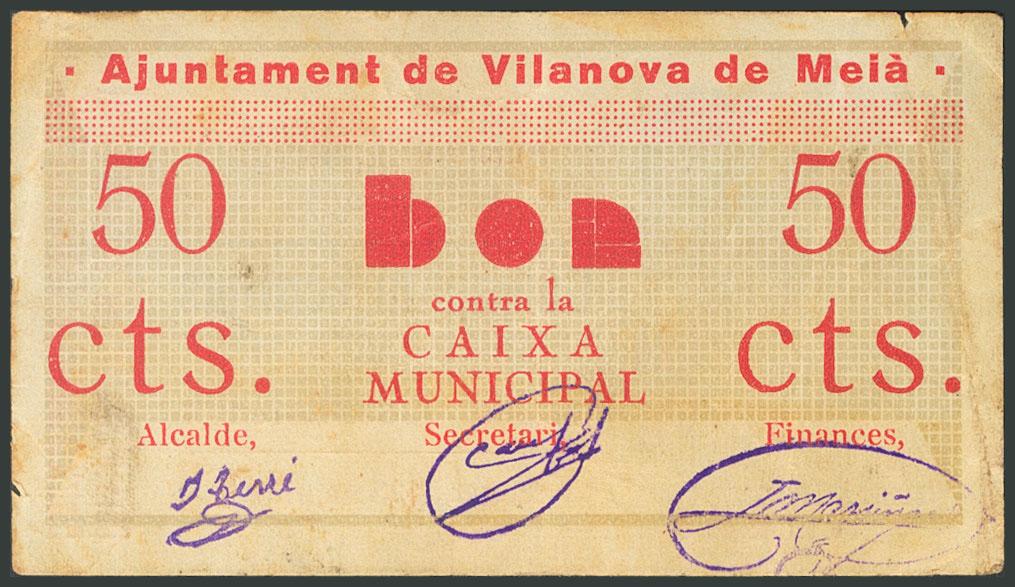 · Ajuntament de Vilanova de Meià ·
50 bon 50
contra la
cts. CAIXA cts.
MUNICIPAL
Alcalde, Secretari, Finances,